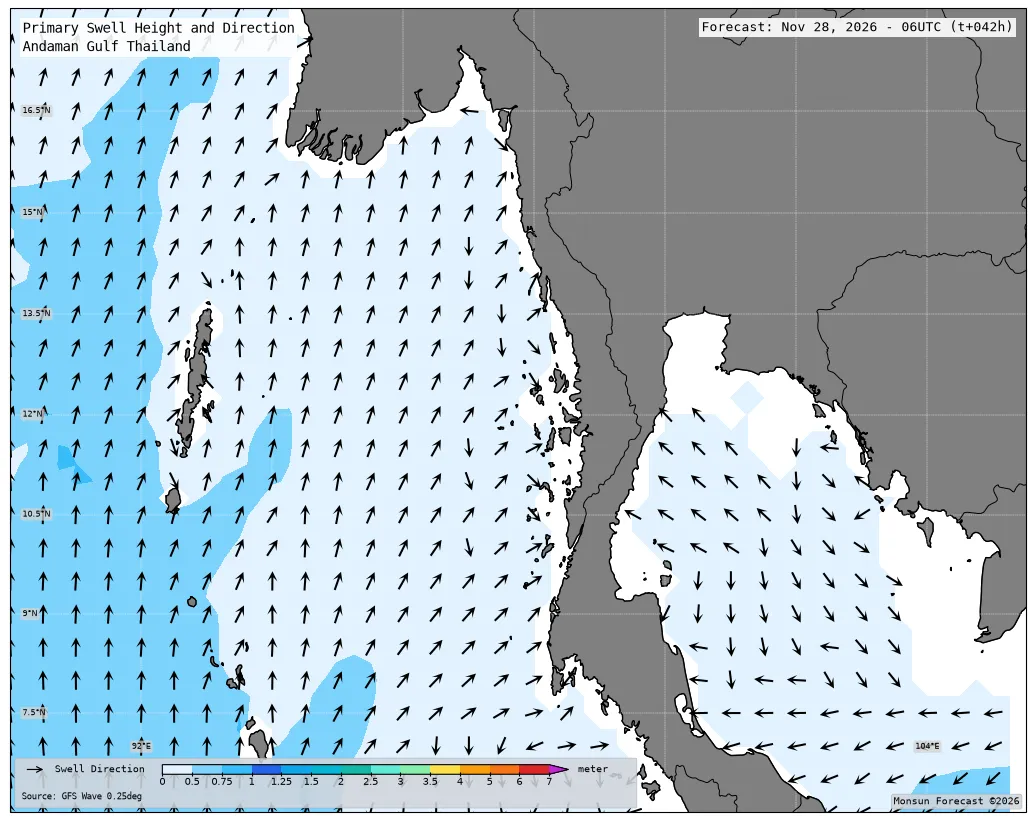 Primary Swell Height and Direction
Andaman Gulf Thailand
Forecast: Nov 28, 2026 - 06UTC (t+042h)
16.5°N
15°N
13.5°N
12°N
10.5°N
9°N
7.5°N
92°E
104°E
Swell Direction
0 0.5 0.75 1 1.25 1.5 2 2.5 3 3.5 4 5 6 7
meter
Source: GFS Wave 0.25deg
Monsun Forecast ©2026